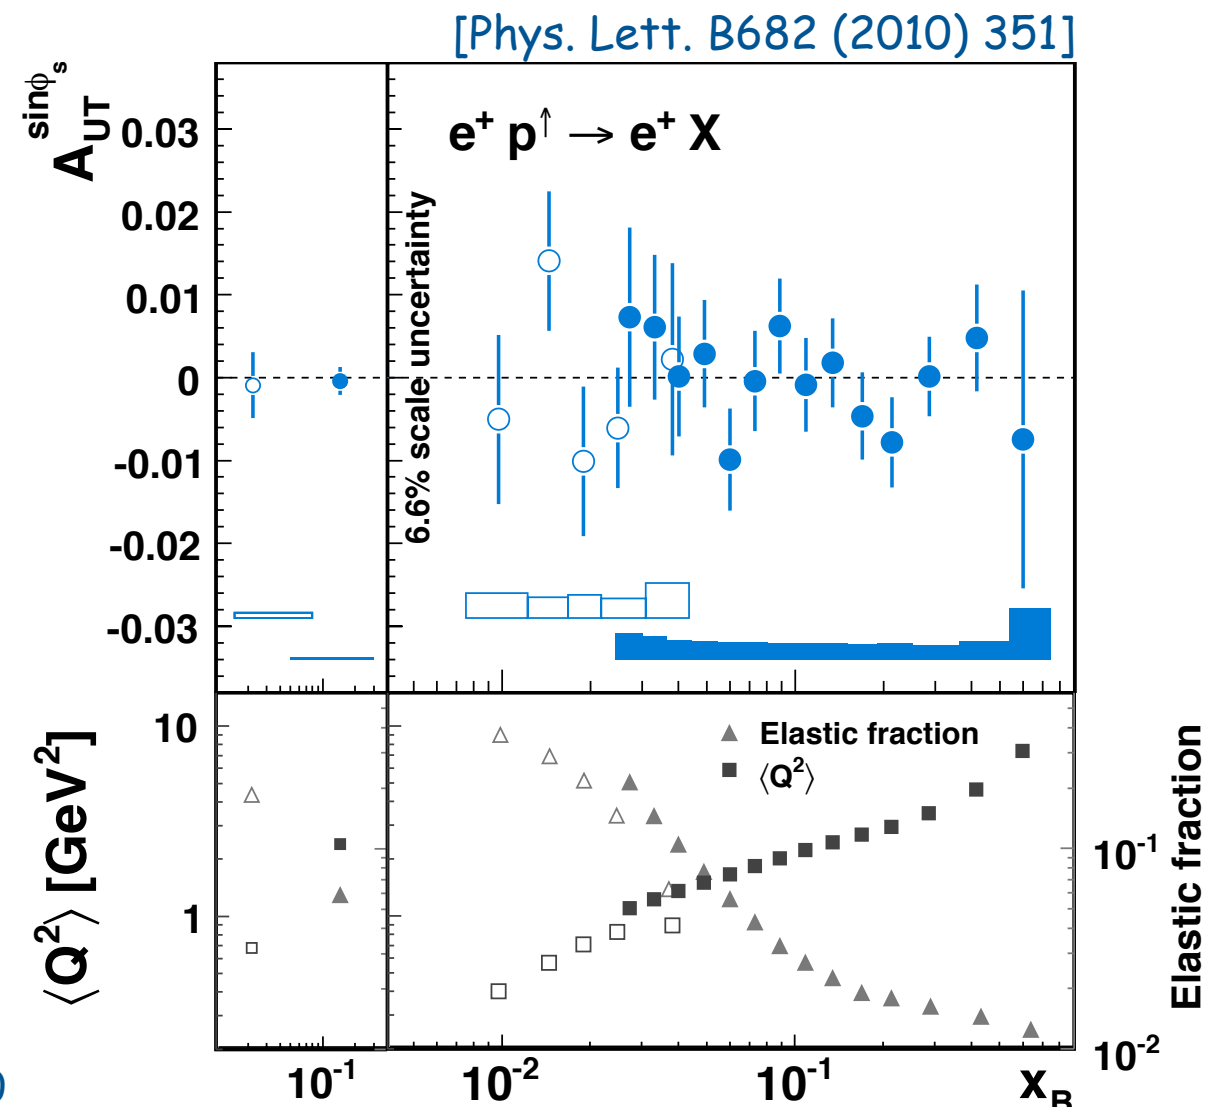 [Phys. Lett. B682 (2010) 351]
A_UT^sinϕ_s
e⁺ p↑ → e⁺ X
0.03
0.02
0.01
0
-0.01
-0.02
-0.03
6.6% scale uncertainty
⟨Q²⟩ [GeV²]
10
1
Elastic fraction
⟨Q²⟩
10⁻¹
10⁻²
Elastic fraction
10⁻¹
10⁻²
10⁻¹
x_B